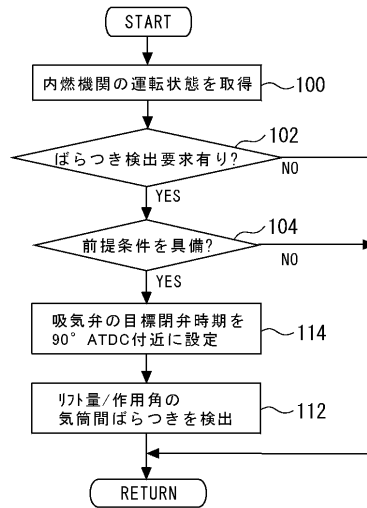 START
内燃機関の運転状態を取得
100
102
ばらつき検出要求有り?
NO
YES
104
前提条件を具備?
NO
YES
吸気弁の目標閉弁時期を
90° ATDC付近に設定
114
ﾘﾌﾄ量/作用角の
気筒間ばらつきを検出
112
RETURN